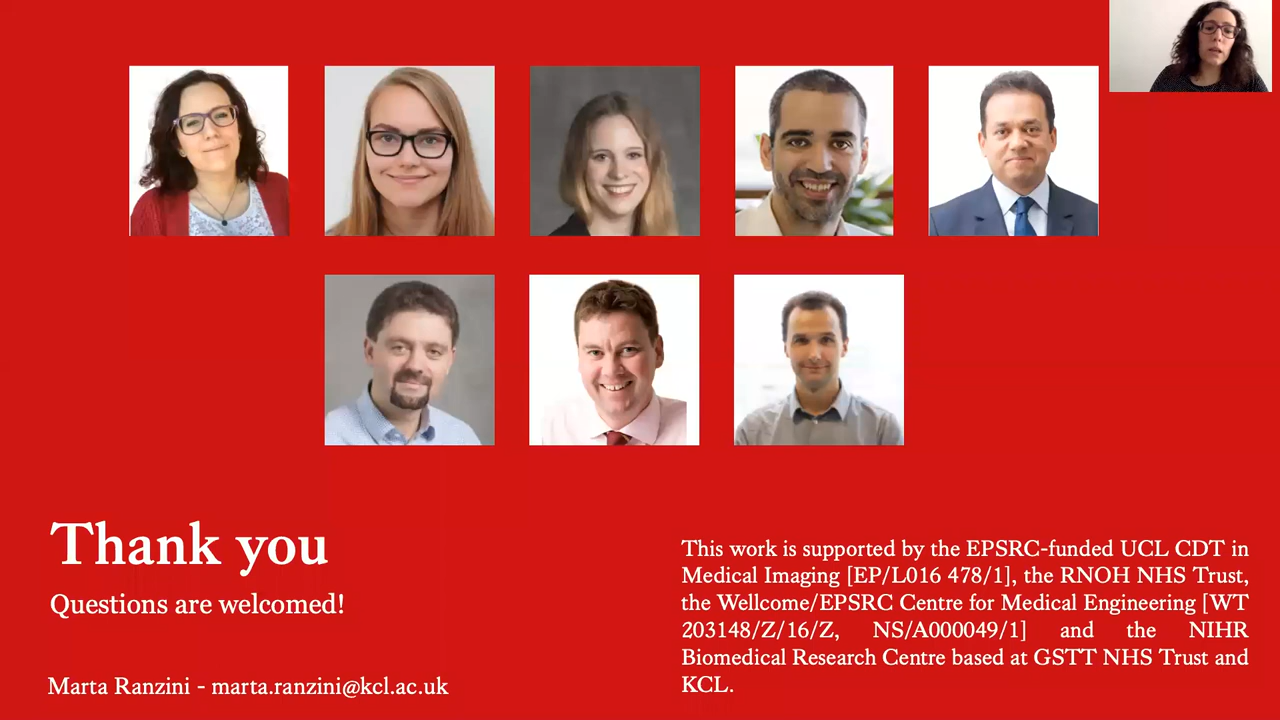 Thank you
Questions are welcomed!
Marta Ranzini - marta.ranzini@kcl.ac.uk
This work is supported by the EPSRC-funded UCL CDT in
Medical Imaging [EP/L016 478/1], the RNOH NHS Trust,
the Wellcome/EPSRC Centre for Medical Engineering [WT
203148/Z/16/Z, NS/A000049/1] and the NIHR
Biomedical Research Centre based at GSTT NHS Trust and
KCL.